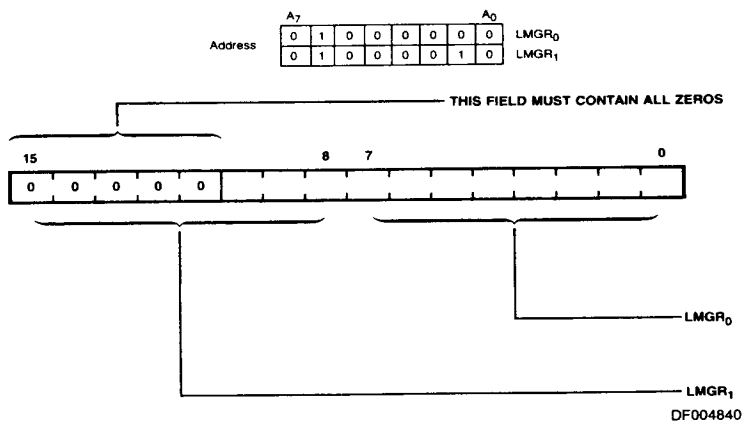 A7 A0
Address
0 1 0 0 0 0 0 0 LMGR0
0 1 0 0 0 0 1 0 LMGR1
THIS FIELD MUST CONTAIN ALL ZEROS
15 8 7 0
0 0 0 0 0
LMGR0
LMGR1
DF004840